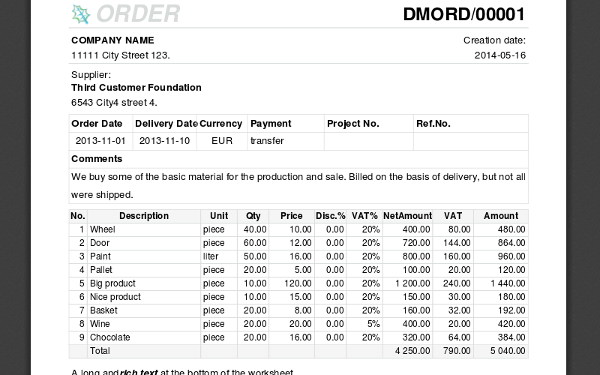 ORDER DMORD/00001
COMPANY NAME Creation date:
11111 City Street 123. 2014-05-16
Supplier:
Third Customer Foundation
6543 City4 street 4.
Order Date Delivery Date Currency Payment Project No. Ref.No.
2013-11-01 2013-11-10 EUR transfer
Comments
We buy some of the basic material for the production and sale. Billed on the basis of delivery, but not all
were shipped.
No. Description Unit Qty Price Disc.% VAT% NetAmount VAT Amount
1 Wheel piece 40.00 10.00 0.00 20% 400.00 80.00 480.00
2 Door piece 60.00 12.00 0.00 20% 720.00 144.00 864.00
3 Paint liter 50.00 16.00 0.00 20% 800.00 160.00 960.00
4 Pallet piece 20.00 5.00 0.00 20% 100.00 20.00 120.00
5 Big product piece 10.00 120.00 0.00 20% 1 200.00 240.00 1 440.00
6 Nice product piece 10.00 15.00 0.00 20% 150.00 30.00 180.00
7 Basket piece 20.00 8.00 0.00 20% 160.00 32.00 192.00
8 Wine piece 20.00 20.00 0.00 5% 400.00 20.00 420.00
9 Chocolate piece 20.00 16.00 0.00 20% 320.00 64.00 384.00
Total 4 250.00 790.00 5 040.00
A long and rich text at the bottom of the worksheet